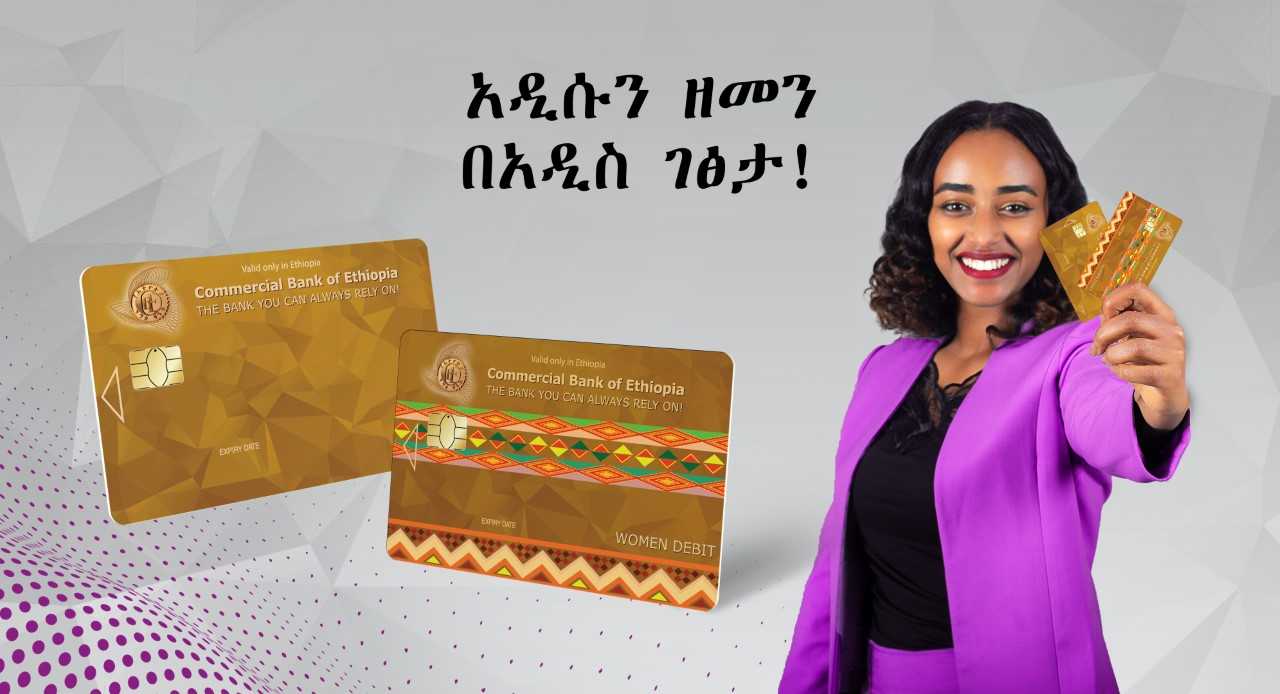 አዲሱን ዘመን
በአዲስ ገፅታ!
Valid only in Ethiopia
Commercial Bank of Ethiopia
THE BANK YOU CAN ALWAYS RELY ON!
EXPIRY DATE
Valid only in Ethiopia
Commercial Bank of Ethiopia
THE BANK YOU CAN ALWAYS RELY ON!
EXPIRY DATE
WOMEN DEBIT